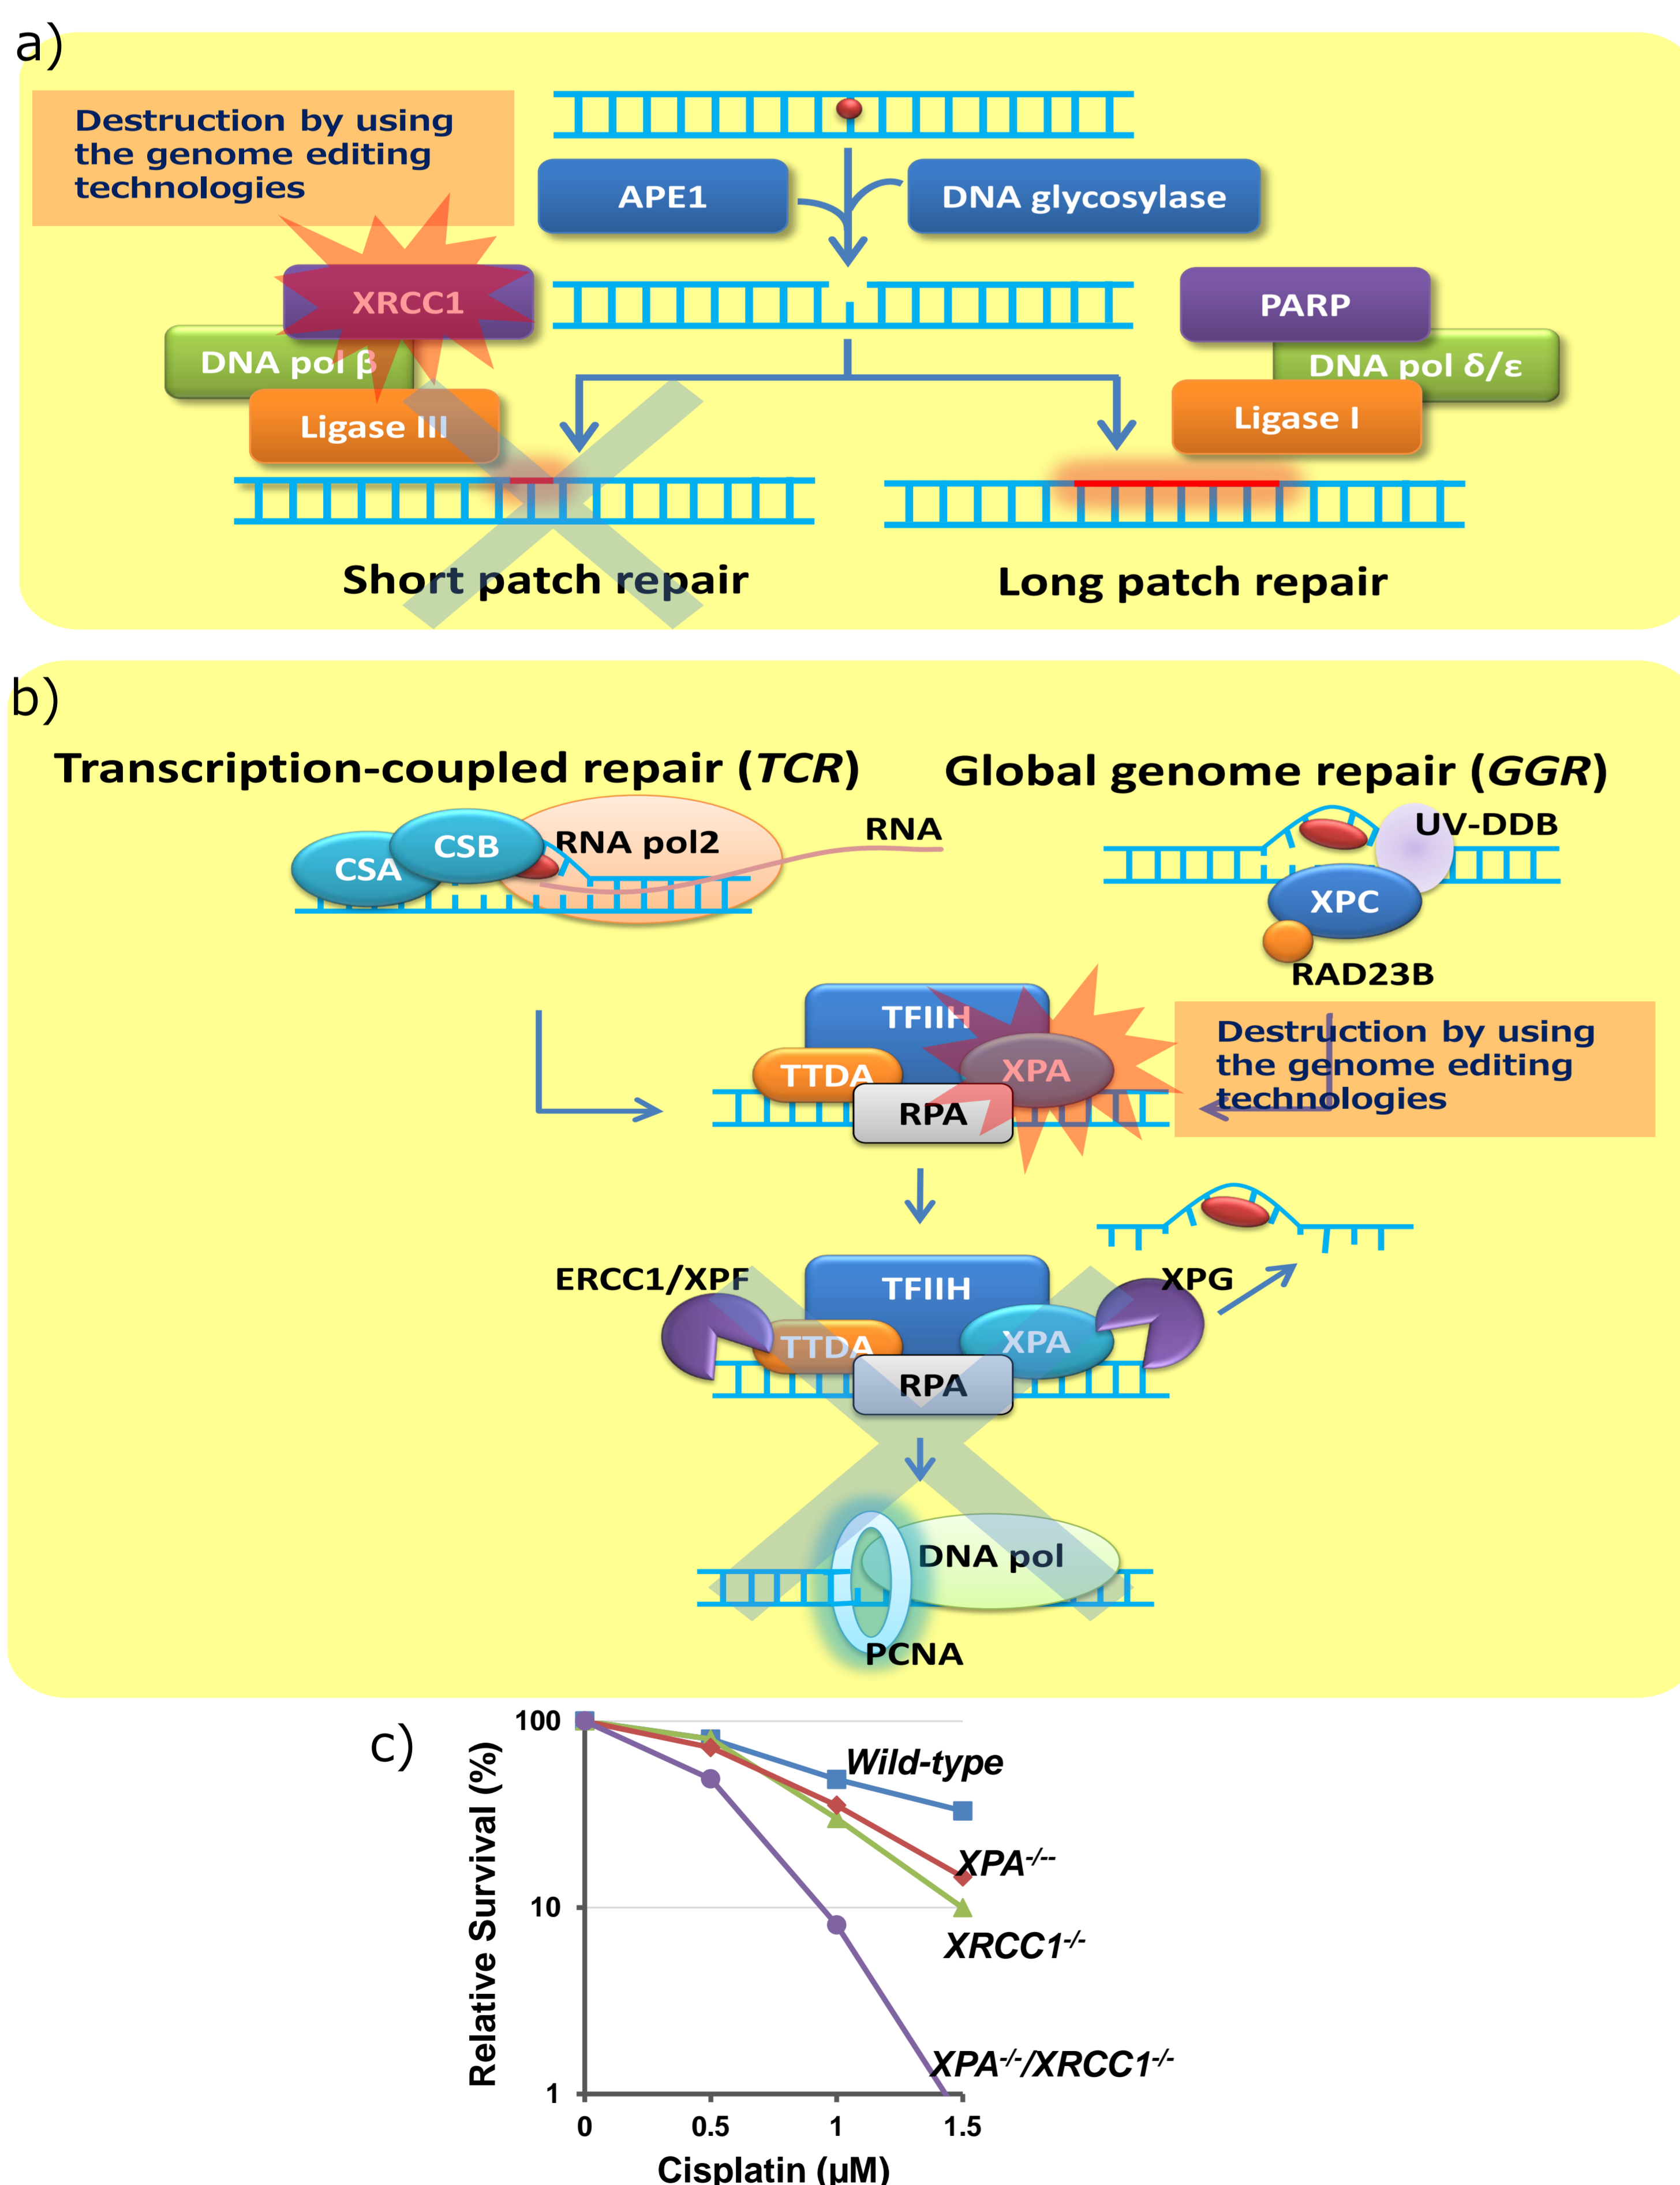 a)
Destruction by using
the genome editing
technologies
APE1
DNA glycosylase
XRCC1
DNA pol β
Ligase III
PARP
DNA pol δ/ε
Ligase I
Short patch repair
Long patch repair
b)
Transcription-coupled repair (TCR)
Global genome repair (GGR)
CSA
CSB
RNA pol2
RNA
UV-DDB
XPC
RAD23B
TFIIH
TTDA
XPA
RPA
Destruction by using
the genome editing
technologies
ERCC1/XPF
TFIIH
XPG
TTDA
XPA
RPA
DNA pol
PCNA
c)
Relative Survival (%)
100
10
1
Wild-type
XPA-/--
XRCC1-/-
XPA-/-/XRCC1-/-
0
0.5
1
1.5
Cisplatin (µM)